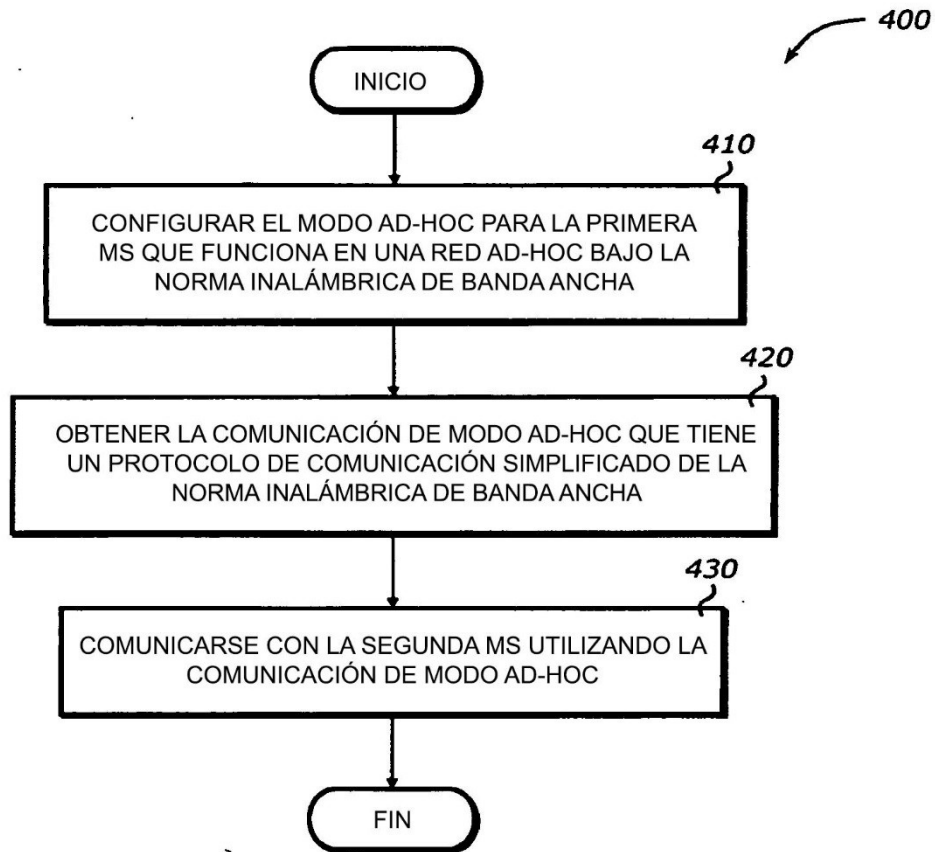 400
INICIO
410
CONFIGURAR EL MODO AD-HOC PARA LA PRIMERA
MS QUE FUNCIONA EN UNA RED AD-HOC BAJO LA
NORMA INALÁMBRICA DE BANDA ANCHA
420
OBTENER LA COMUNICACIÓN DE MODO AD-HOC QUE TIENE
UN PROTOCOLO DE COMUNICACIÓN SIMPLIFICADO DE LA
NORMA INALÁMBRICA DE BANDA ANCHA
430
COMUNICARSE CON LA SEGUNDA MS UTILIZANDO LA
COMUNICACIÓN DE MODO AD-HOC
FIN